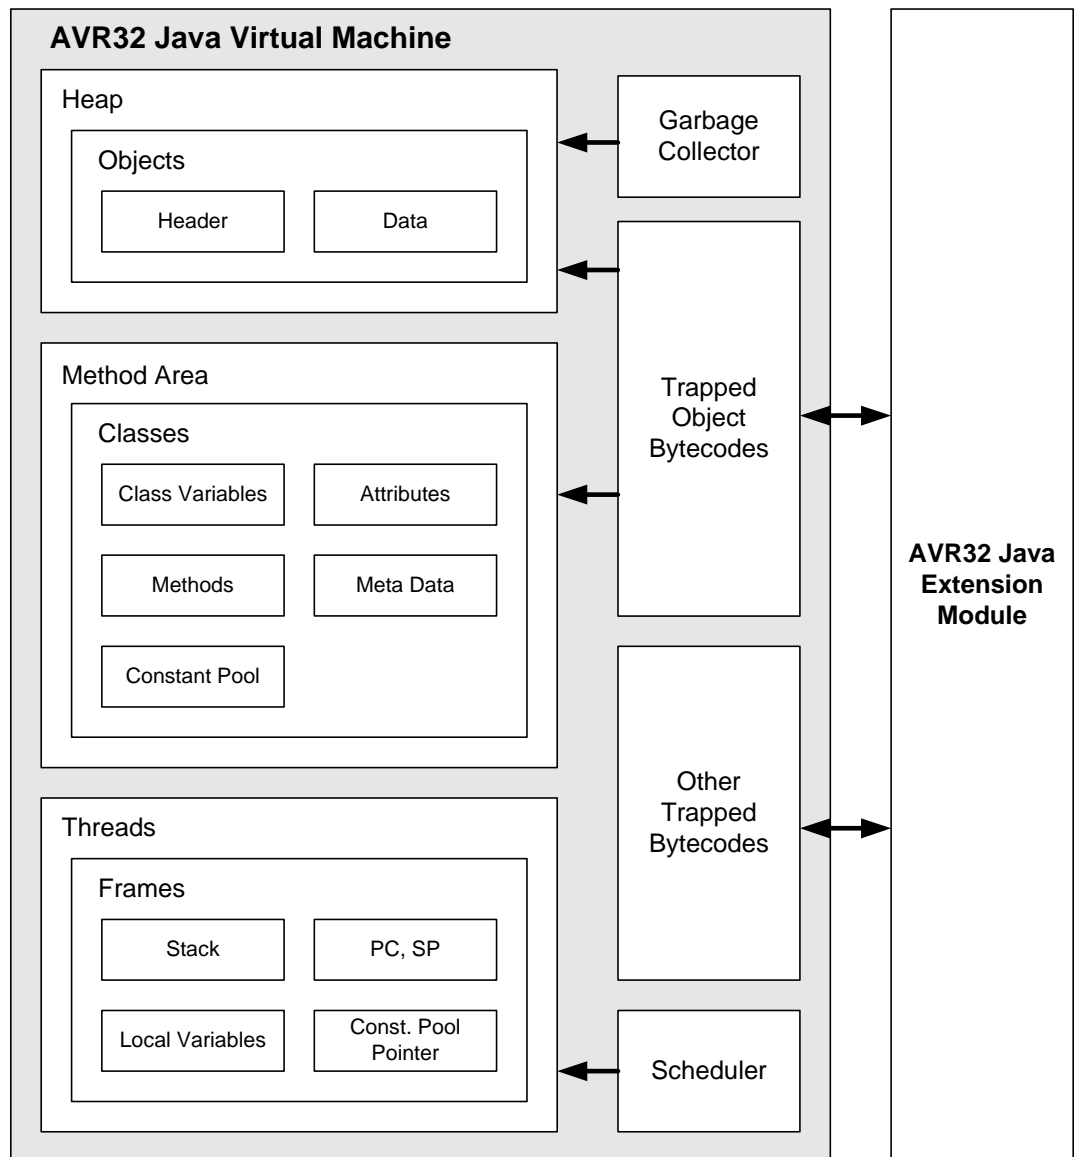 AVR32 Java Virtual Machine
Heap
Objects
Header
Data
Garbage
Collector
Method Area
Classes
Class Variables
Attributes
Methods
Meta Data
Constant Pool
Trapped
Object
Bytecodes
Threads
Frames
Stack
PC, SP
Local Variables
Const. Pool
Pointer
Other
Trapped
Bytecodes
Scheduler
AVR32 Java
Extension
Module